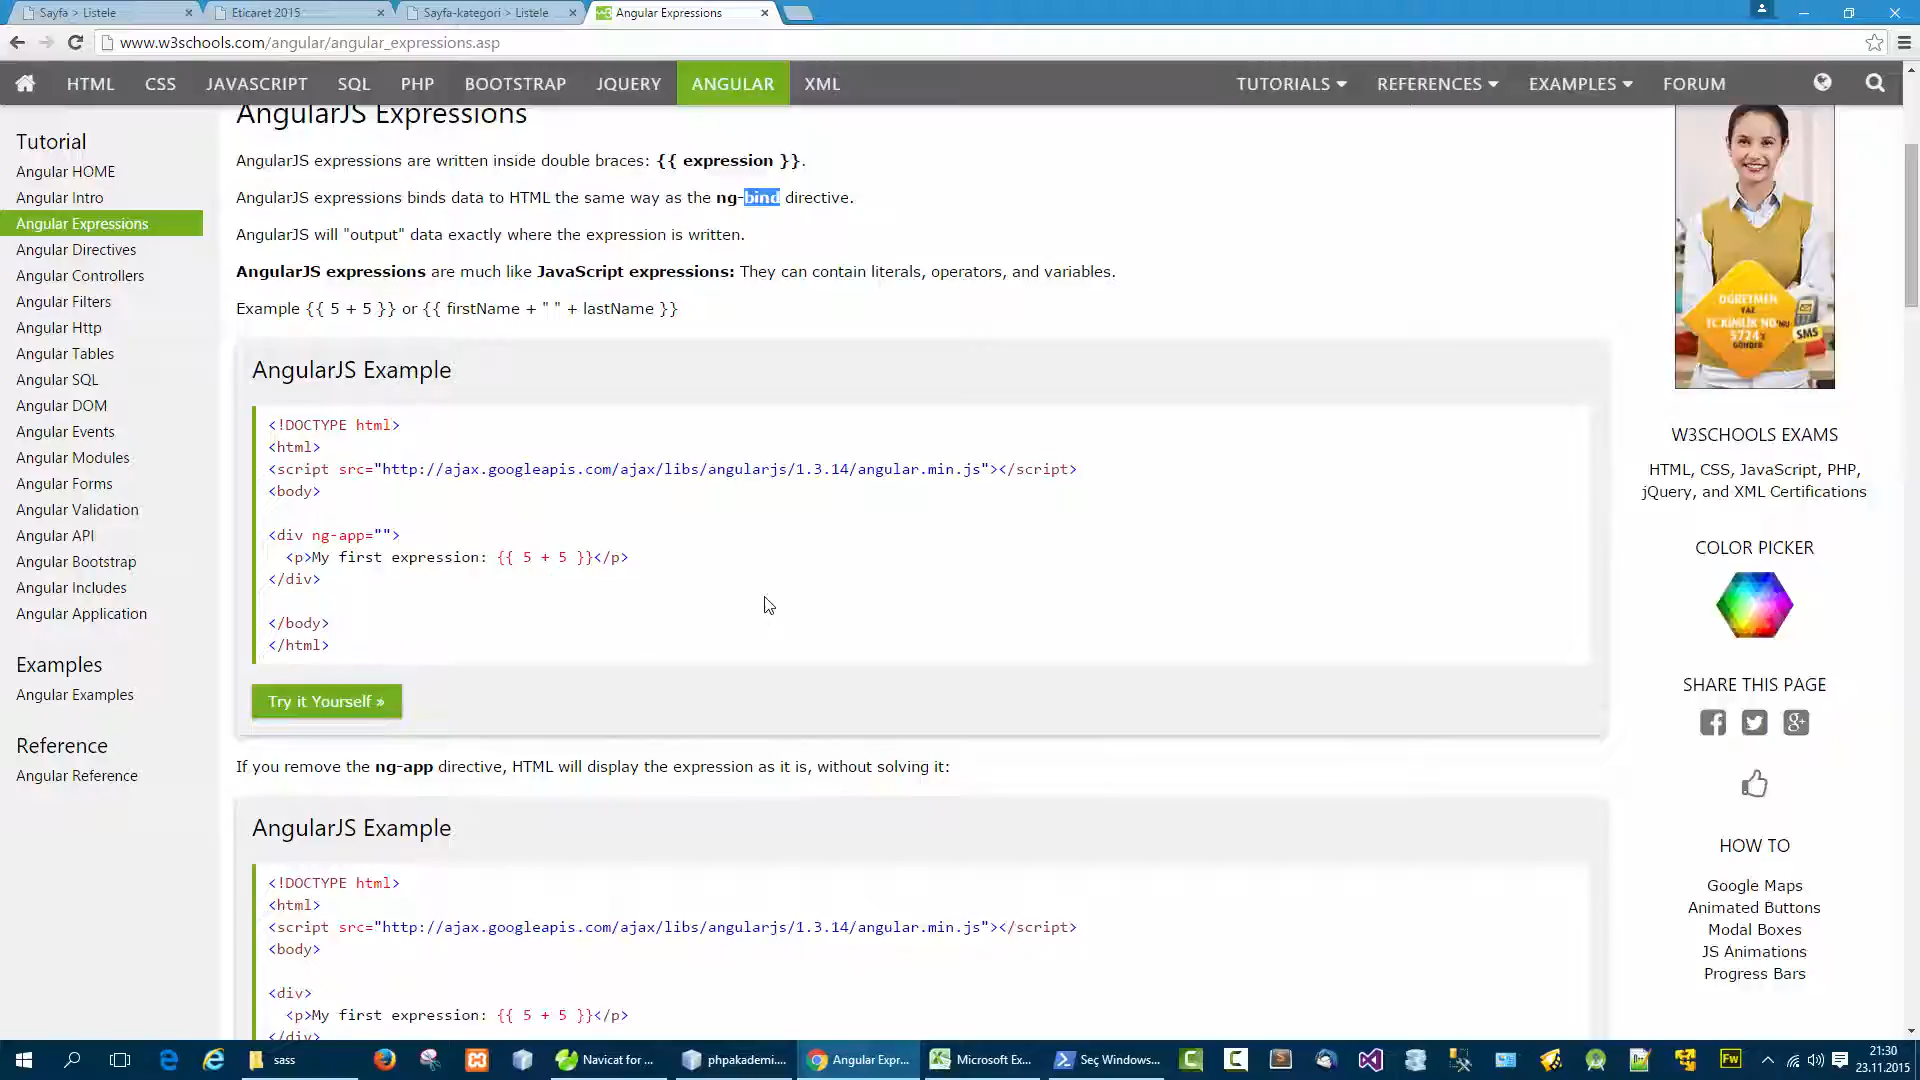 Sayfa > Listele
Eticaret 2015
Sayfa-kategori > Listele
Angular Expressions
www.w3schools.com/angular/angular_expressions.asp
HTML CSS JAVASCRIPT SQL PHP BOOTSTRAP JQUERY ANGULAR XML TUTORIALS REFERENCES EXAMPLES FORUM
Tutorial
Angular HOME
Angular Intro
Angular Expressions
Angular Directives
Angular Controllers
Angular Filters
Angular Http
Angular Tables
Angular SQL
Angular DOM
Angular Events
Angular Modules
Angular Forms
Angular Validation
Angular API
Angular Bootstrap
Angular Includes
Angular Application
Examples
Angular Examples
Reference
Angular Reference
AngularJS Expressions
AngularJS expressions are written inside double braces: {{ expression }}.
AngularJS expressions binds data to HTML the same way as the ng-bind directive.
AngularJS will "output" data exactly where the expression is written.
AngularJS expressions are much like JavaScript expressions: They can contain literals, operators, and variables.
Example {{ 5 + 5 }} or {{ firstName + " " + lastName }}
AngularJS Example
<!DOCTYPE html>
<html>
<script src="http://ajax.googleapis.com/ajax/libs/angularjs/1.3.14/angular.min.js"></script>
<body>
<div ng-app="">
<p>My first expression: {{ 5 + 5 }}</p>
</div>
</body>
</html>
Try it Yourself »
If you remove the ng-app directive, HTML will display the expression as it is, without solving it:
AngularJS Example
<!DOCTYPE html>
<html>
<script src="http://ajax.googleapis.com/ajax/libs/angularjs/1.3.14/angular.min.js"></script>
<body>
<div>
<p>My first expression: {{ 5 + 5 }}</p>
</div>
ÖĞRETMEN
YAZ
TC KİMLİK NO'NU
5724'E
GÖNDER
SMS
W3SCHOOLS EXAMS
HTML, CSS, JavaScript, PHP,
jQuery, and XML Certifications
COLOR PICKER
SHARE THIS PAGE
HOW TO
Google Maps
Animated Buttons
Modal Boxes
JS Animations
Progress Bars
sass
Navicat for ...
phpakademi....
Angular Expr...
Microsoft Ex...
Seç Windows...
Fw
21:30
23.11.2015